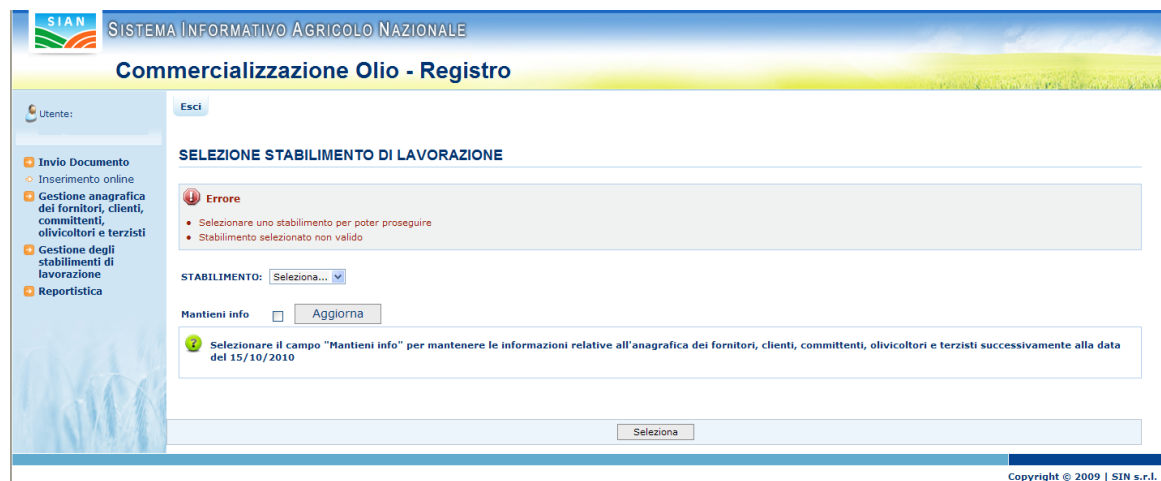 SIAN
SISTEMA INFORMATIVO AGRICOLO NAZIONALE
Commercializzazione Olio - Registro
Utente:
Esci
Invio Documento
Inserimento online
Gestione anagrafica
dei fornitori, clienti,
committenti,
olivicoltori e terzisti
Gestione degli
stabilimenti di
lavorazione
Reportistica
SELEZIONE STABILIMENTO DI LAVORAZIONE
Errore
Selezionare uno stabilimento per poter proseguire
Stabilimento selezionato non valido
STABILIMENTO: Seleziona...
Mantieni info Aggiorna
Selezionare il campo "Mantieni info" per mantenere le informazioni relative all'anagrafica dei fornitori, clienti, committenti, olivicoltori e terzisti successivamente alla data
del 15/10/2010
Seleziona
Copyright © 2009 | SIN s.r.l.